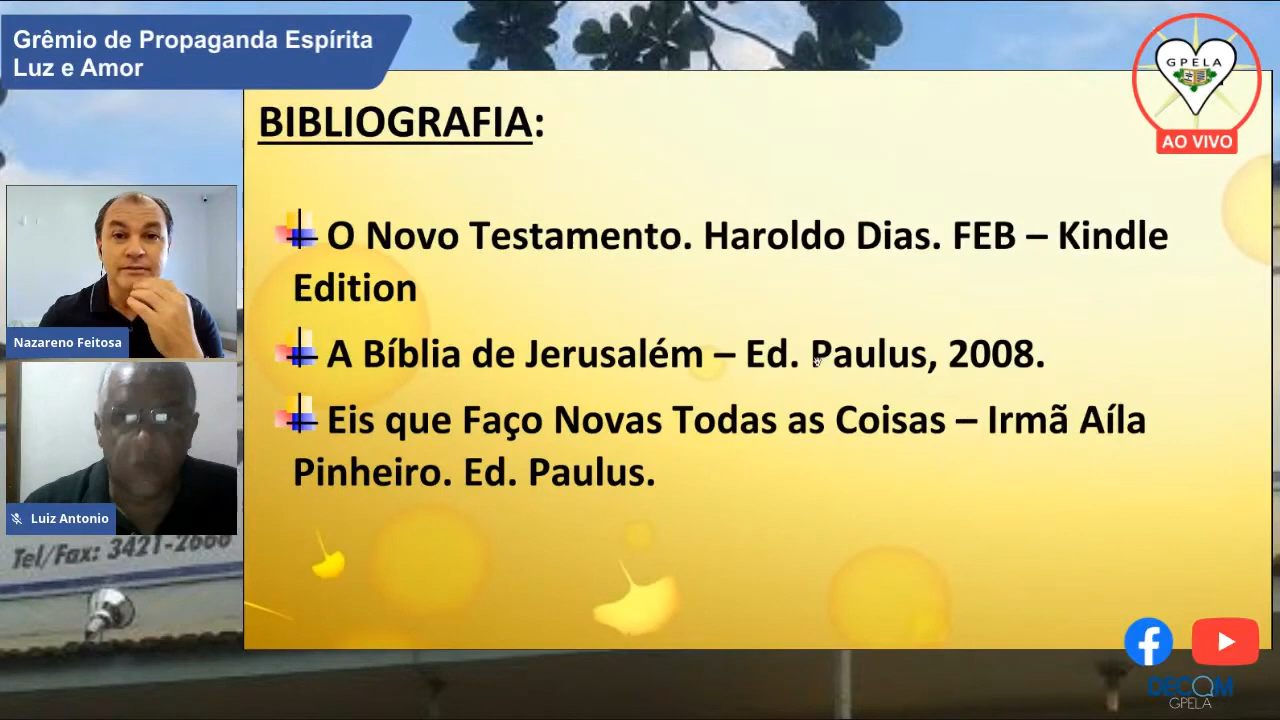 Grêmio de Propaganda Espírita
Luz e Amor
GPELA
AO VIVO
BIBLIOGRAFIA:
O Novo Testamento. Haroldo Dias. FEB – Kindle
Edition
A Bíblia de Jerusalém – Ed. Paulus, 2008.
Eis que Faço Novas Todas as Coisas – Irmã Aíla
Pinheiro. Ed. Paulus.
Nazareno Feitosa
Luiz Antonio
Tel/Fax: 3421-2666
DECOM
GPELA